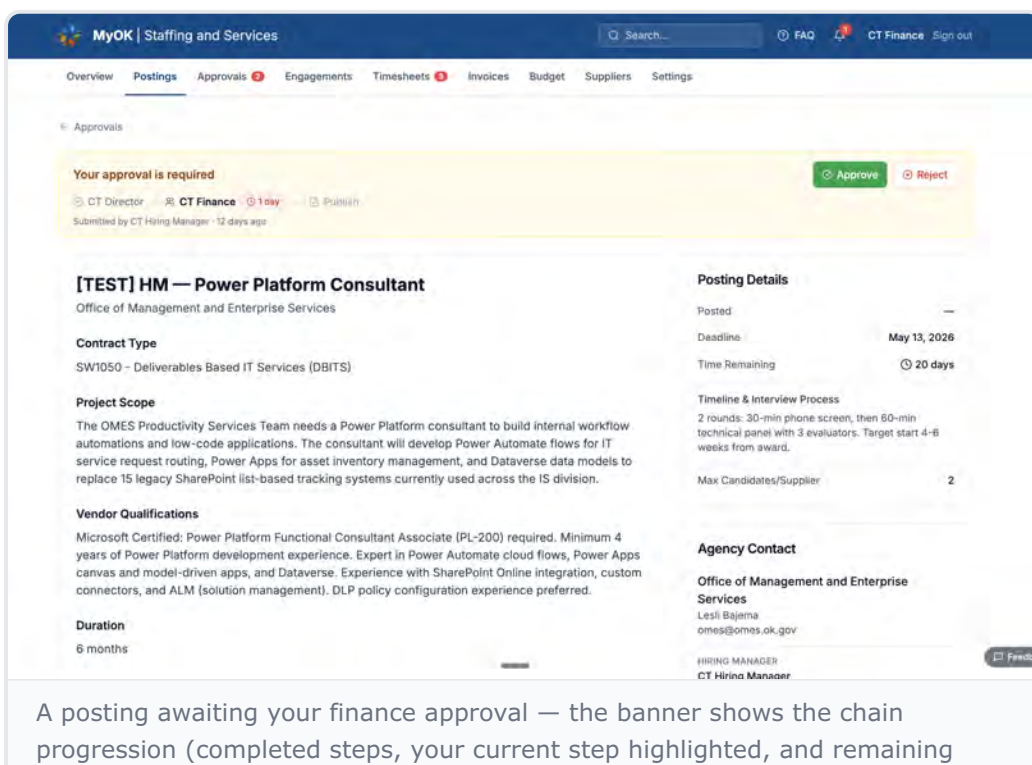 MyOK | Staffing and Services
Search...
FAQ
1
CT Finance Sign out
Overview Postings Approvals 2 Engagements Timesheets Invoices Budget Suppliers Settings
← Approvals
Your approval is required
Approve Reject
CT Director CT Finance 1 day Publish
Submitted by CT Hiring Manager · 12 days ago
[TEST] HM — Power Platform Consultant
Office of Management and Enterprise Services
Contract Type
SW1050 - Deliverables Based IT Services (DBITS)
Project Scope
The OMES Productivity Services Team needs a Power Platform consultant to build internal workflow
automations and low-code applications. The consultant will develop Power Automate flows for IT
service request routing, Power Apps for asset inventory management, and Dataverse data models to
replace 15 legacy SharePoint list-based tracking systems currently used across the IS division.
Vendor Qualifications
Microsoft Certified: Power Platform Functional Consultant Associate (PL-200) required. Minimum 4
years of Power Platform development experience. Expert in Power Automate cloud flows, Power Apps
canvas and model-driven apps, and Dataverse. Experience with SharePoint Online integration, custom
connectors, and ALM (solution management). DLP policy configuration experience preferred.
Duration
6 months
Posting Details
Posted —
Deadline May 13, 2026
Time Remaining 20 days
Timeline & Interview Process
2 rounds: 30-min phone screen, then 60-min
technical panel with 3 evaluators. Target start 4-6
weeks from award.
Max Candidates/Supplier 2
Agency Contact
Office of Management and Enterprise
Services
Lesli Bajema
omes@omes.ok.gov
HIRING MANAGER
CT Hiring Manager
Feedb
A posting awaiting your finance approval — the banner shows the chain
progression (completed steps, your current step highlighted, and remaining